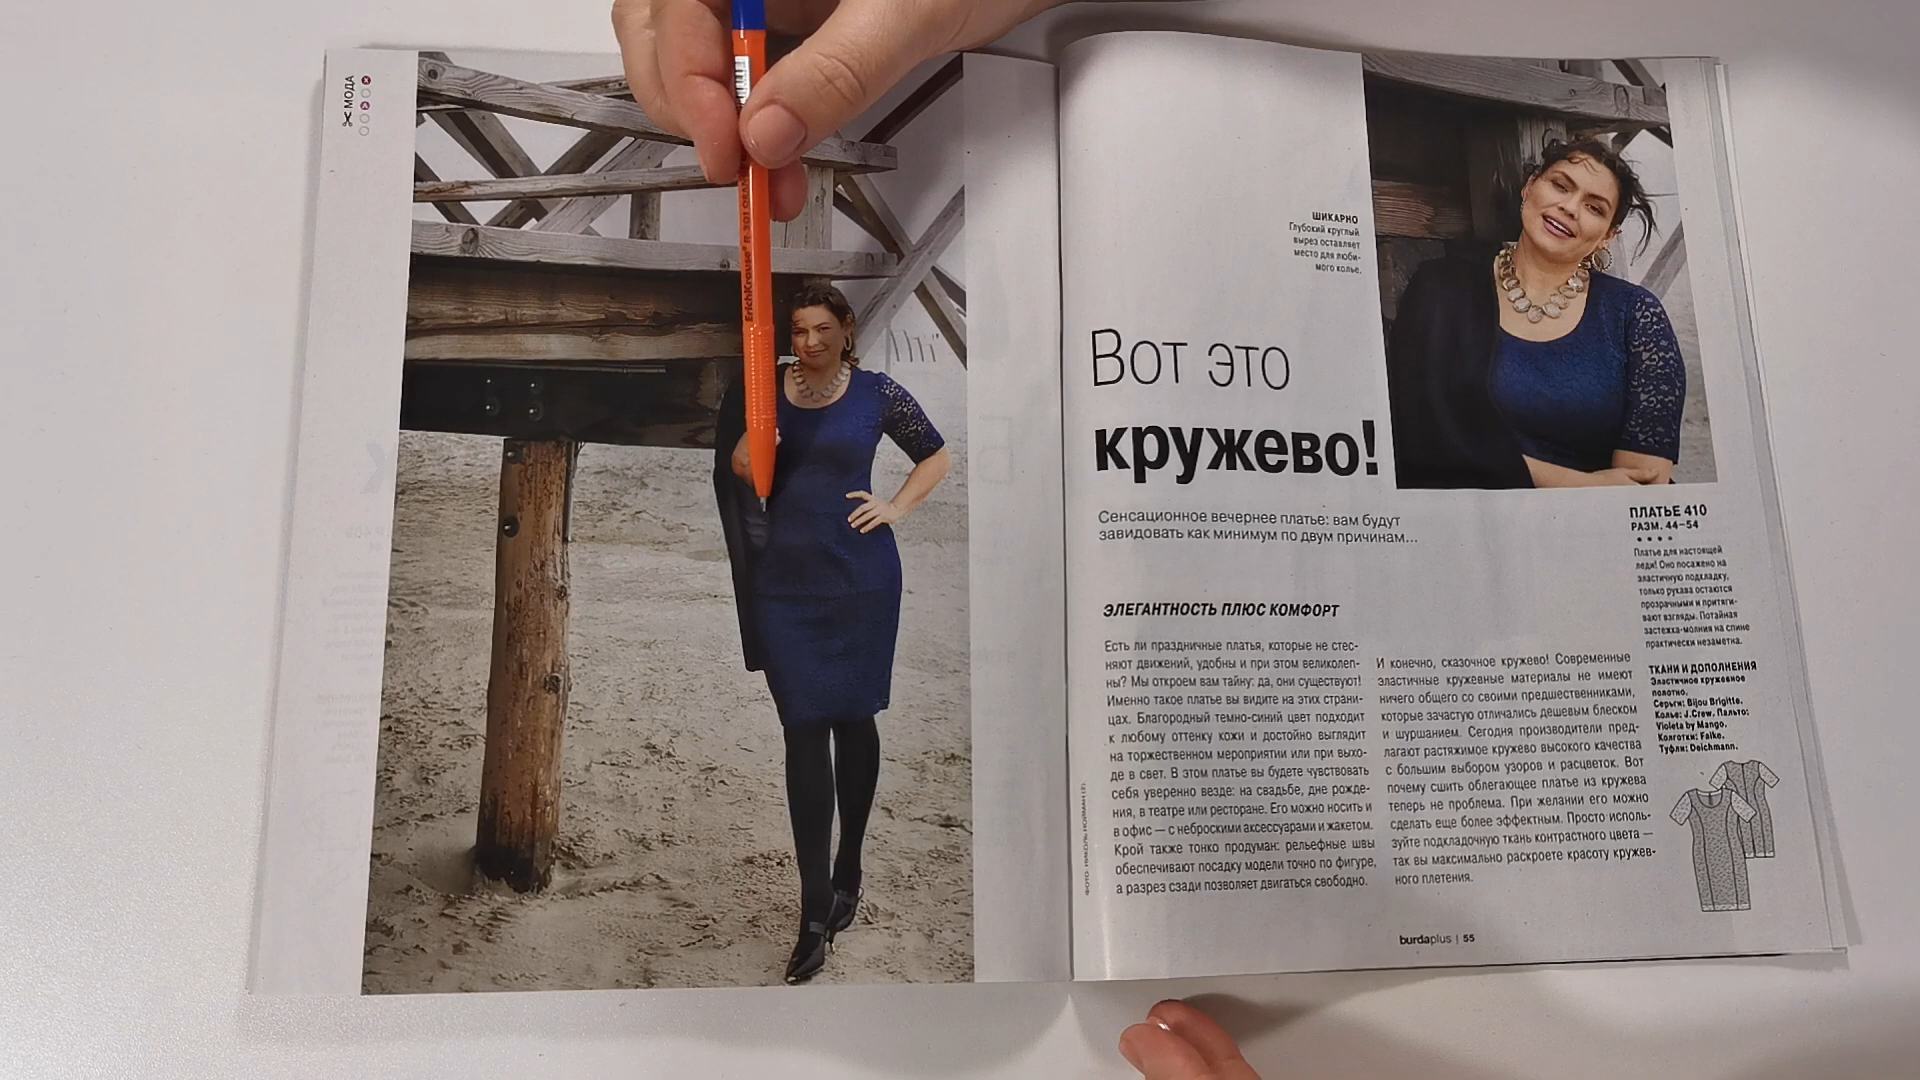 МОДА
ErichKrause® R-301 ORAN
ШИКАРНО
Глубокий круглый
вырез оставляет
место для люби-
мого колье.
Вот это
кружево!
Сенсационное вечернее платье: вам будут
завидовать как минимум по двум причинам...
ЭЛЕГАНТНОСТЬ ПЛЮС КОМФОРТ
Есть ли праздничные платья, которые не стес-
няют движений, удобны и при этом великолеп-
ны? Мы откроем вам тайну: да, они существуют!
Именно такое платье вы видите на этих страни-
цах. Благородный темно-синий цвет подходит
к любому оттенку кожи и достойно выглядит
на торжественном мероприятии или при выхо-
де в свет. В этом платье вы будете чувствовать
себя уверенно везде: на свадьбе, дне рожде-
ния, в театре или ресторане. Его можно носить и
в офис — с неброскими аксессуарами и жакетом.
Крой также тонко продуман: рельефные швы
обеспечивают посадку модели точно по фигуре,
а разрез сзади позволяет двигаться свободно.
И конечно, сказочное кружево! Современные
эластичные кружевные материалы не имеют
ничего общего со своими предшественниками,
которые зачастую отличались дешевым блеском
и шуршанием. Сегодня производители пред-
лагают растяжимое кружево высокого качества
с большим выбором узоров и расцветок. Вот
почему сшить облегающее платье из кружева
теперь не проблема. При желании его можно
сделать еще более эффектным. Просто исполь-
зуйте подкладочную ткань контрастного цвета —
так вы максимально раскроете красоту кружев-
ного плетения.
ПЛАТЬЕ 410
РАЗМ. 44–54
Платье для настоящей
леди! Оно посажено на
эластичную подкладку,
только рукава остаются
прозрачными и притяги-
вают взгляды. Потайная
застежка-молния на спине
практически незаметна.
ТКАНИ И ДОПОЛНЕНИЯ
Эластичное кружевное
полотно.
Серьги: Bijou Brigitte.
Колье: J.Crew. Пальто:
Violeta by Mango.
Колготки: Falke.
Туфли: Deichmann.
ФОТО: НИКОЛЬ НОЙМАН (2).
burdaplus | 55